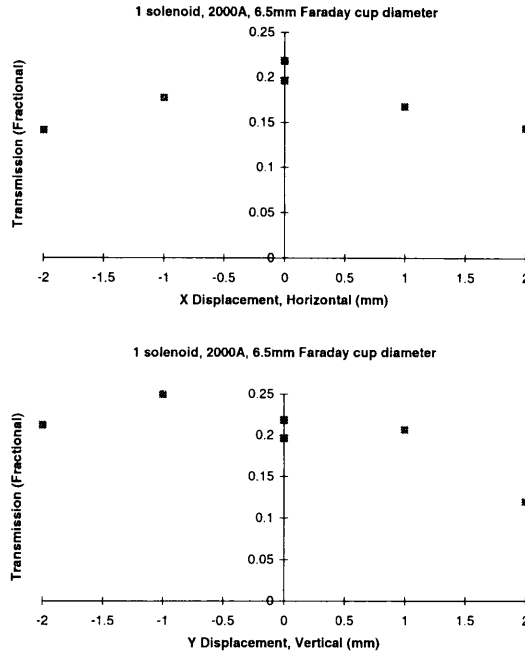 1 solenoid, 2000A, 6.5mm Faraday cup diameter
0.25
0.2
0.15
0.1
0.05
0
Transmission (Fractional)
-2 -1.5 -1 -0.5 0 0.5 1 1.5 2
X Displacement, Horizontal (mm)
1 solenoid, 2000A, 6.5mm Faraday cup diameter
0.25
0.2
0.15
0.1
0.05
0
Transmission (Fractional)
-2 -1.5 -1 -0.5 0 0.5 1 1.5 2
Y Displacement, Vertical (mm)